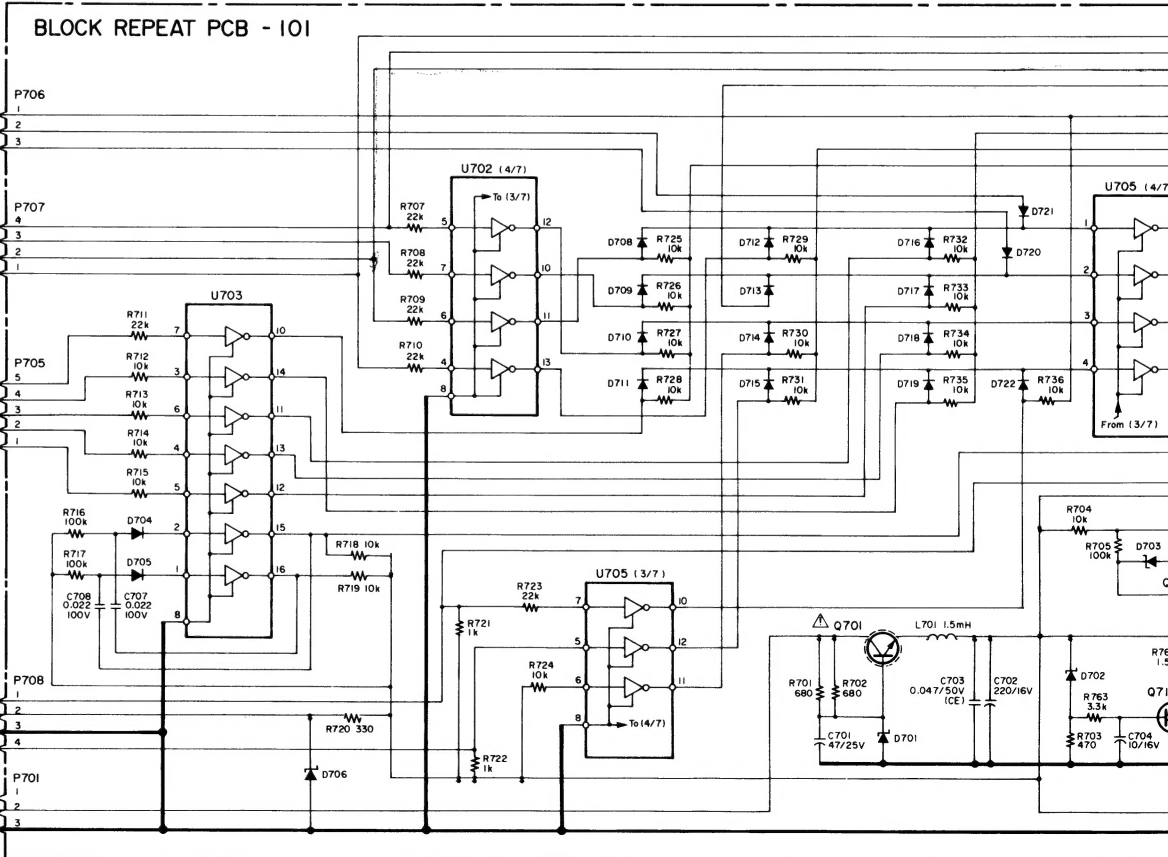 BLOCK REPEAT PCB - 101
P706
1
2
3
P707
4
3
2
1
P705
5
4
3
2
1
P708
1
2
3
4
P701
1
2
3
U703
R711
22k
R712
10k
R713
10k
R714
10k
R715
10k
R716
100k
D704
R717
100k
D705
C708
0.022
100V
C707
0.022
100V
7
3
6
4
5
2
1
8
10
14
11
13
12
15
16
R718 10k
R719 10k
R720 330
D706
U702 (4/7)
To (3/7)
R707
22k
R708
22k
R709
22k
R710
22k
5
7
6
4
8
12
10
11
13
D708
R725
10k
D709
R726
10k
D710
R727
10k
D711
R728
10k
D712
R729
10k
D713
D714
R730
10k
D715
R731
10k
D716
R732
10k
D717
R733
10k
D718
R734
10k
D719
R735
10k
D721
D720
D722
R736
10k
U705 (4/7
1
2
3
4
From (3/7)
U705 (3/7)
R723
22k
R724
10k
R721
1k
R722
1k
7
5
6
8
10
12
11
To (4/7)
⚠ Q701
L701 1.5mH
R701
680
R702
680
C701
47/25V
D701
C703
0.047/50V
(CE)
C702
220/16V
R704
10k
R705
100k
D703
Q
D702
R763
3.3k
R703
470
C704
10/16V
R76
1.5
Q71